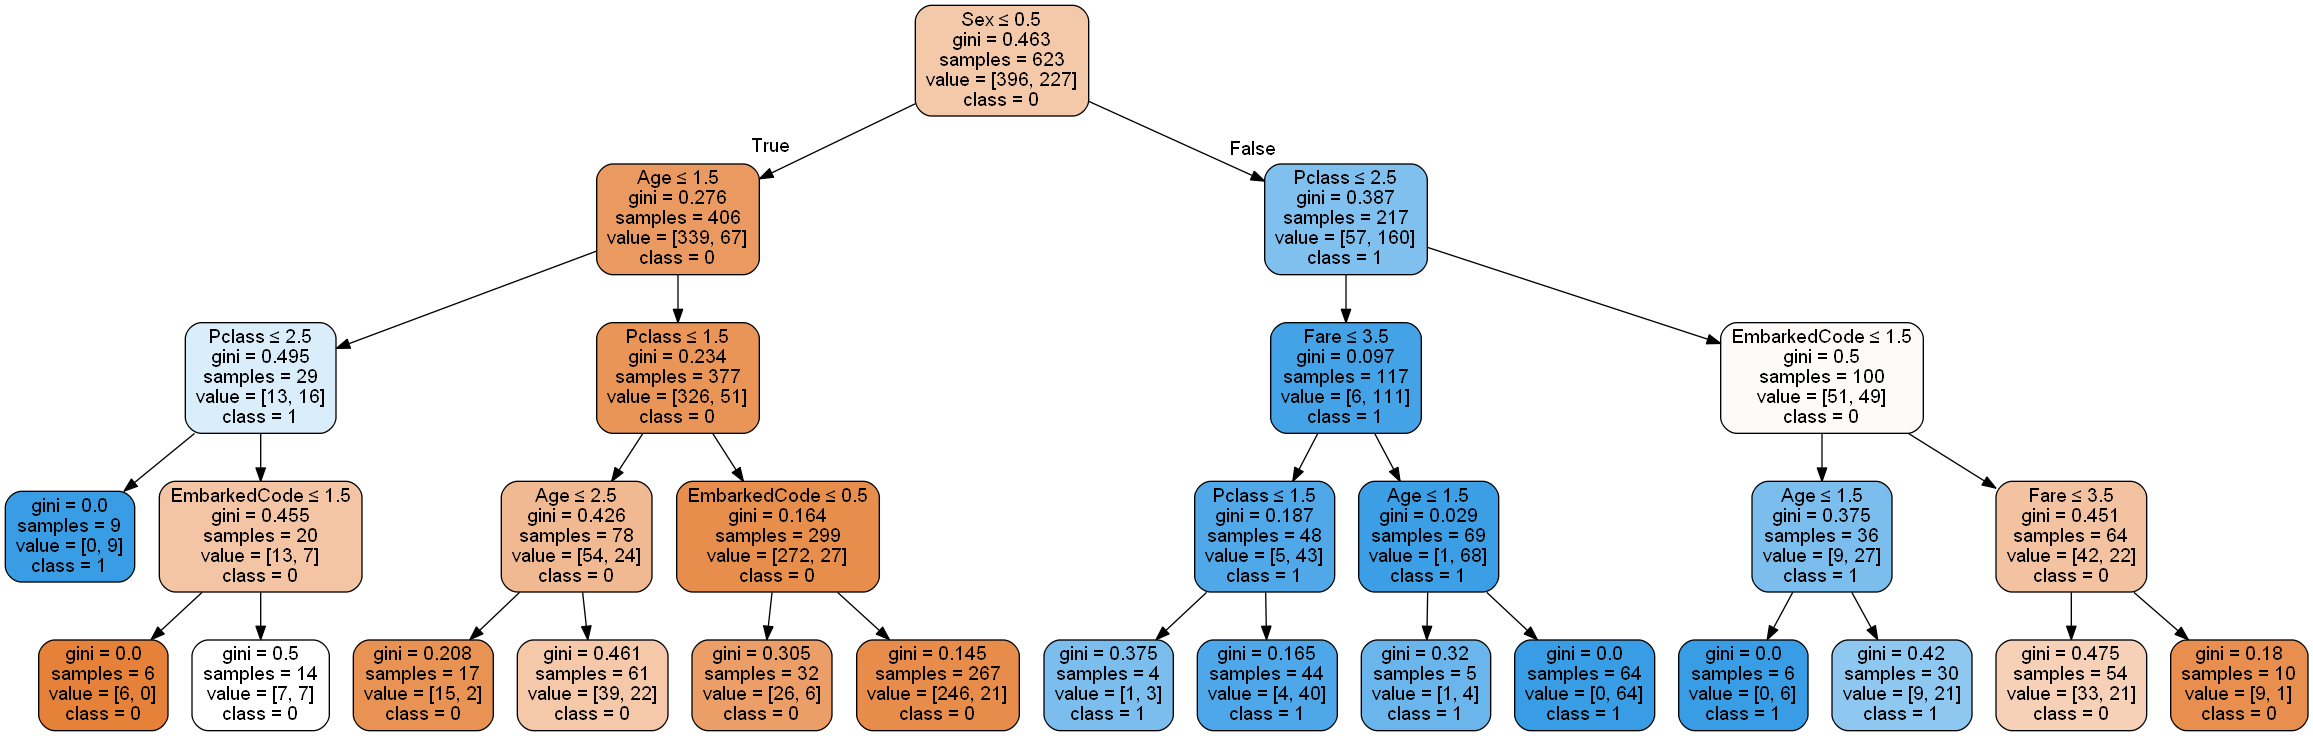 Sex ≤ 0.5
gini = 0.463
samples = 623
value = [396, 227]
class = 0
True
False
Age ≤ 1.5
gini = 0.276
samples = 406
value = [339, 67]
class = 0
Pclass ≤ 2.5
gini = 0.387
samples = 217
value = [57, 160]
class = 1
Pclass ≤ 2.5
gini = 0.495
samples = 29
value = [13, 16]
class = 1
Pclass ≤ 1.5
gini = 0.234
samples = 377
value = [326, 51]
class = 0
Fare ≤ 3.5
gini = 0.097
samples = 117
value = [6, 111]
class = 1
EmbarkedCode ≤ 1.5
gini = 0.5
samples = 100
value = [51, 49]
class = 0
gini = 0.0
samples = 9
value = [0, 9]
class = 1
EmbarkedCode ≤ 1.5
gini = 0.455
samples = 20
value = [13, 7]
class = 0
Age ≤ 2.5
gini = 0.426
samples = 78
value = [54, 24]
class = 0
EmbarkedCode ≤ 0.5
gini = 0.164
samples = 299
value = [272, 27]
class = 0
Pclass ≤ 1.5
gini = 0.187
samples = 48
value = [5, 43]
class = 1
Age ≤ 1.5
gini = 0.029
samples = 69
value = [1, 68]
class = 1
Age ≤ 1.5
gini = 0.375
samples = 36
value = [9, 27]
class = 1
Fare ≤ 3.5
gini = 0.451
samples = 64
value = [42, 22]
class = 0
gini = 0.0
samples = 6
value = [6, 0]
class = 0
gini = 0.5
samples = 14
value = [7, 7]
class = 0
gini = 0.208
samples = 17
value = [15, 2]
class = 0
gini = 0.461
samples = 61
value = [39, 22]
class = 0
gini = 0.305
samples = 32
value = [26, 6]
class = 0
gini = 0.145
samples = 267
value = [246, 21]
class = 0
gini = 0.375
samples = 4
value = [1, 3]
class = 1
gini = 0.165
samples = 44
value = [4, 40]
class = 1
gini = 0.32
samples = 5
value = [1, 4]
class = 1
gini = 0.0
samples = 64
value = [0, 64]
class = 1
gini = 0.0
samples = 6
value = [0, 6]
class = 1
gini = 0.42
samples = 30
value = [9, 21]
class = 1
gini = 0.475
samples = 54
value = [33, 21]
class = 0
gini = 0.18
samples = 10
value = [9, 1]
class = 0